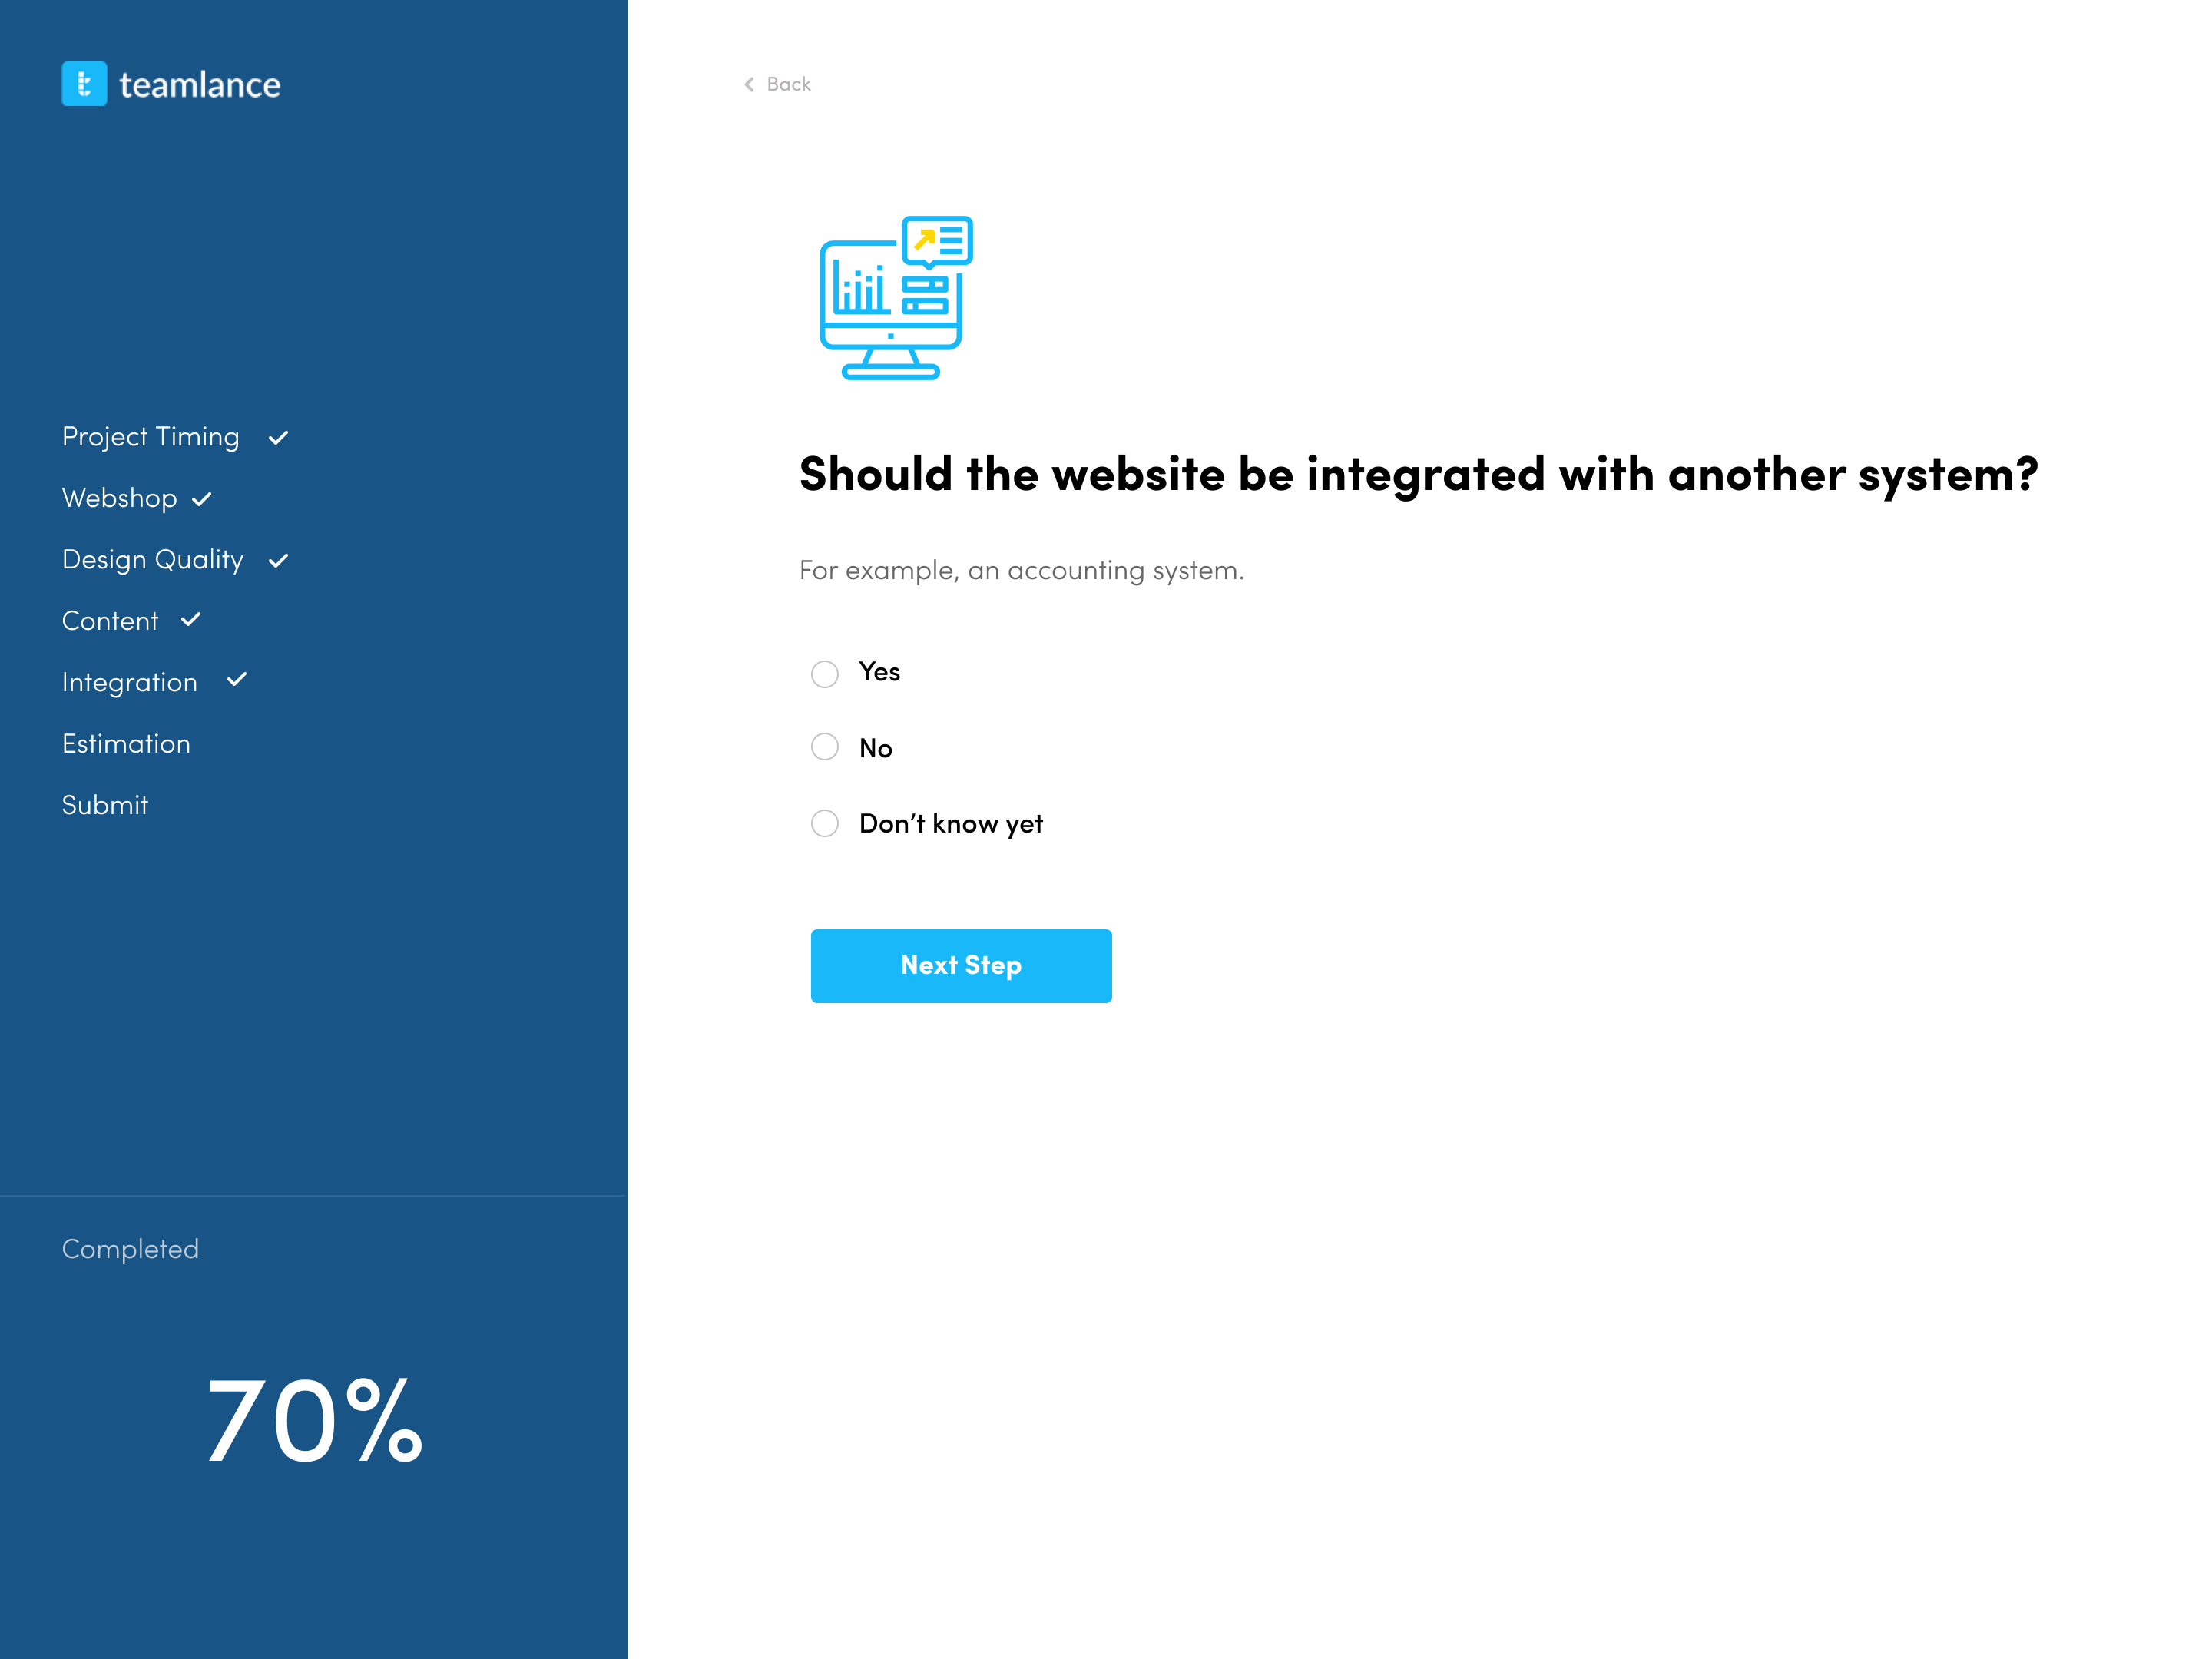 teamlance
Project Timing
Webshop
Design Quality
Content
Integration
Estimation
Submit
Completed
70%
Back
Should the website be integrated with another system?
For example, an accounting system.
Yes
No
Don’t know yet
Next Step